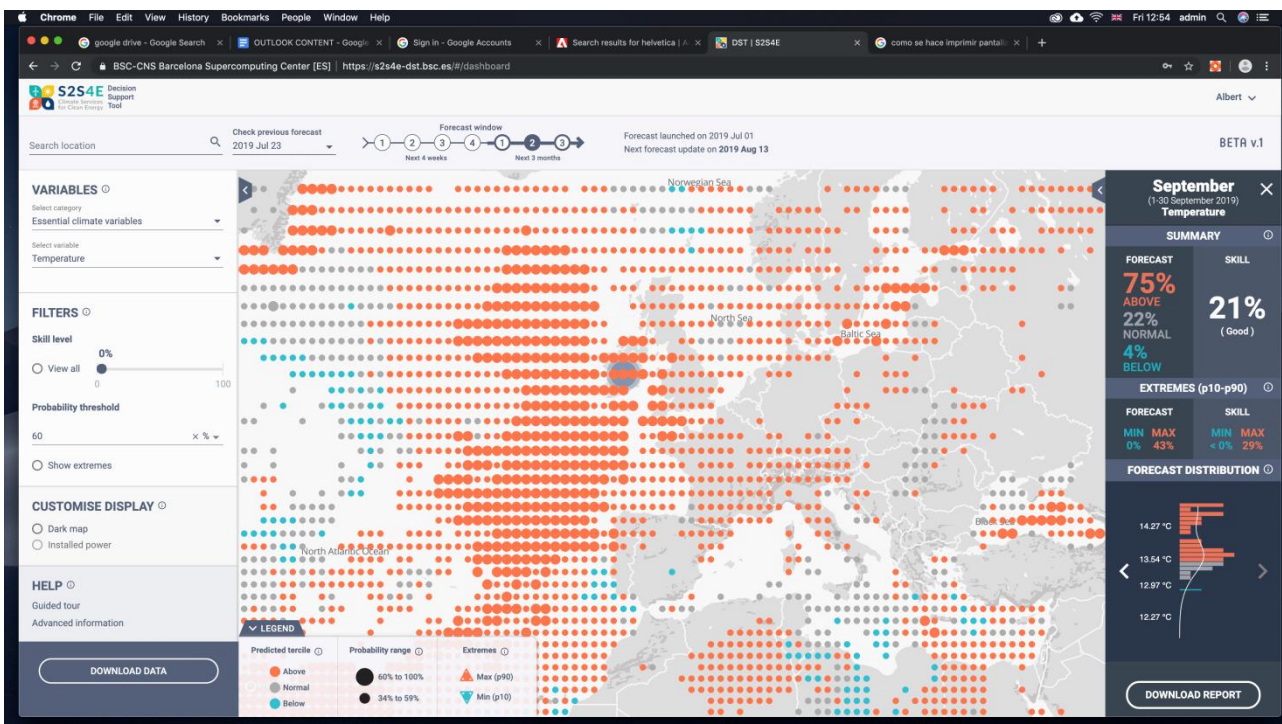 Chrome File Edit View History Bookmarks People Window Help
Fri 12:54 admin
google drive - Google Search
OUTLOOK CONTENT - Google
Sign in - Google Accounts
Search results for helvetica | A
DST | S2S4E
como se hace imprimir pantalla
BSC-CNS Barcelona Supercomputing Center [ES] | https://s2s4e-dst.bsc.es/#/dashboard
S2S4E
Climate Services
for Clean Energy
Decision
Support
Tool
Albert
Search location
Check previous forecast
2019 Jul 23
Forecast window
1 2 3 4 1 2 3
Next 4 weeks
Next 3 months
Forecast launched on 2019 Jul 01
Next forecast update on 2019 Aug 13
BETA v.1
VARIABLES
Select category
Essential climate variables
Select variable
Temperature
FILTERS
Skill level
0%
View all
0 100
Probability threshold
60 × %
Show extremes
CUSTOMISE DISPLAY
Dark map
Installed power
HELP
Guided tour
Advanced information
DOWNLOAD DATA
Norwegian Sea
North Sea
Baltic Sea
Black Sea
North Atlantic Ocean
LEGEND
Predicted tercile
Above
Normal
Below
Probability range
60% to 100%
34% to 59%
Extremes
Max (p90)
Min (p10)
September
(1-30 September 2019)
Temperature
SUMMARY
FORECAST SKILL
75%
ABOVE
22%
NORMAL
4%
BELOW
21%
( Good )
EXTREMES (p10-p90)
FORECAST SKILL
MIN MAX MIN MAX
0% 43% < 0% 29%
FORECAST DISTRIBUTION
14.27 °C
13.54 °C
12.97 °C
12.27 °C
DOWNLOAD REPORT